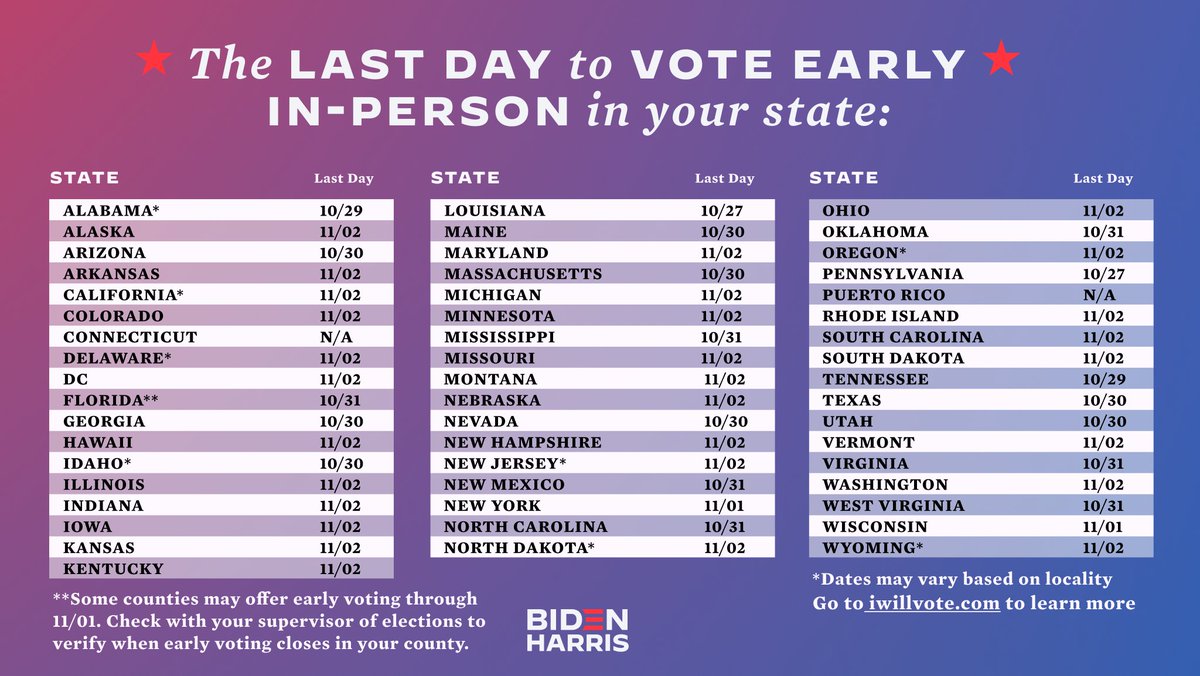 The LAST DAY to VOTE EARLY
IN-PERSON in your state:
STATE Last Day
ALABAMA* 10/29
ALASKA 11/02
ARIZONA 10/30
ARKANSAS 11/02
CALIFORNIA* 11/02
COLORADO 11/02
CONNECTICUT N/A
DELAWARE* 11/02
DC 11/02
FLORIDA** 10/31
GEORGIA 10/30
HAWAII 11/02
IDAHO* 10/30
ILLINOIS 11/02
INDIANA 11/02
IOWA 11/02
KANSAS 11/02
KENTUCKY 11/02
**Some counties may offer early voting through
11/01. Check with your supervisor of elections to
verify when early voting closes in your county.
STATE Last Day
LOUISIANA 10/27
MAINE 10/30
MARYLAND 11/02
MASSACHUSETTS 10/30
MICHIGAN 11/02
MINNESOTA 11/02
MISSISSIPPI 10/31
MISSOURI 11/02
MONTANA 11/02
NEBRASKA 11/02
NEVADA 10/30
NEW HAMPSHIRE 11/02
NEW JERSEY* 11/02
NEW MEXICO 10/31
NEW YORK 11/01
NORTH CAROLINA 10/31
NORTH DAKOTA* 11/02
BIDEN
HARRIS
STATE Last Day
OHIO 11/02
OKLAHOMA 10/31
OREGON* 11/02
PENNSYLVANIA 10/27
PUERTO RICO N/A
RHODE ISLAND 11/02
SOUTH CAROLINA 11/02
SOUTH DAKOTA 11/02
TENNESSEE 10/29
TEXAS 10/30
UTAH 10/30
VERMONT 11/02
VIRGINIA 10/31
WASHINGTON 11/02
WEST VIRGINIA 10/31
WISCONSIN 11/01
WYOMING* 11/02
*Dates may vary based on locality
Go to iwillvote.com to learn more